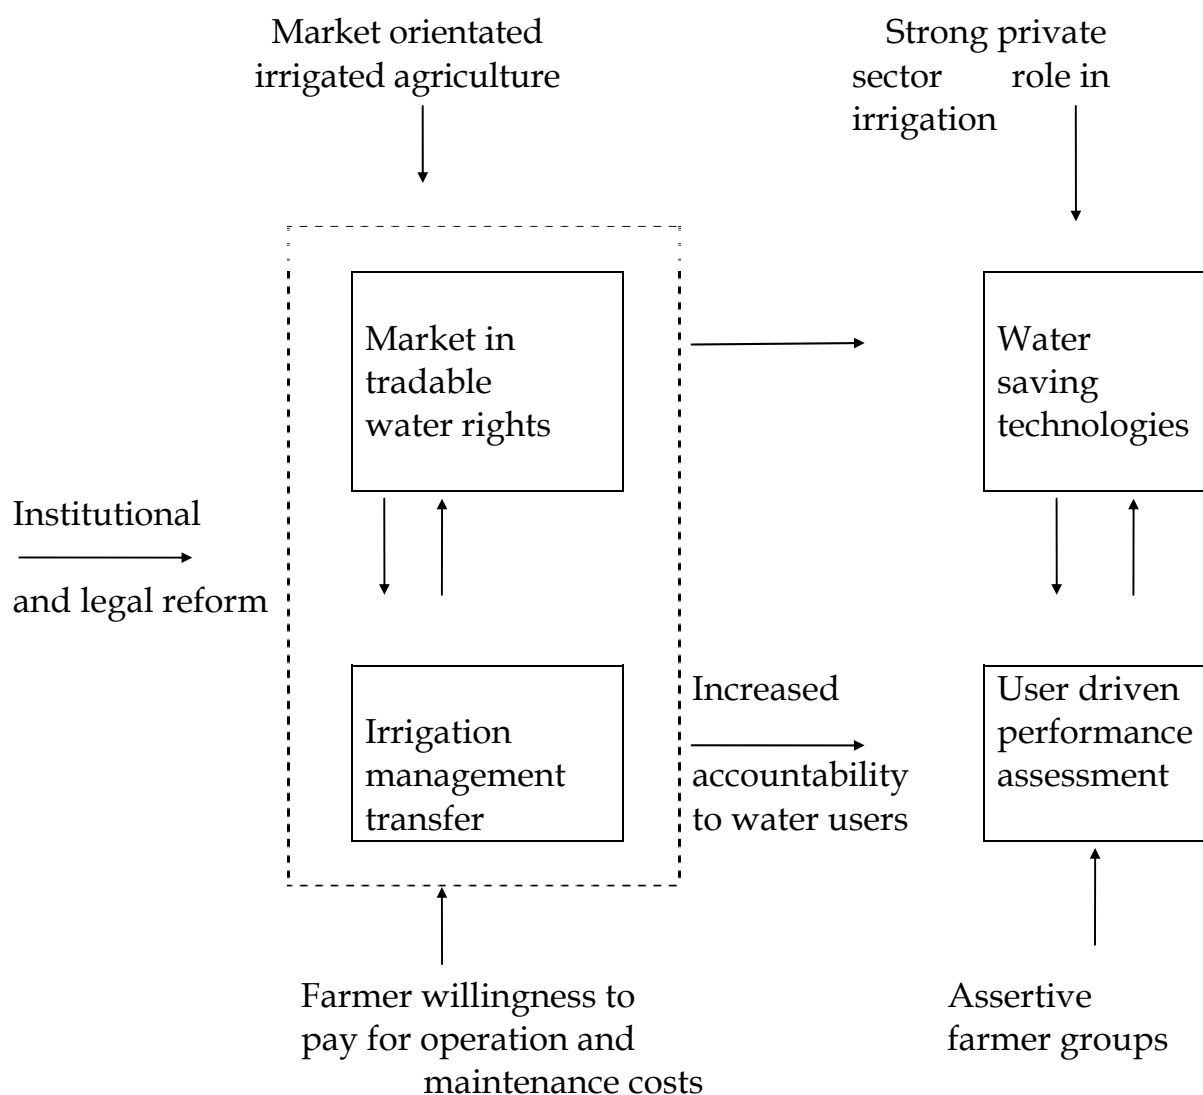 Market orientated
irrigated agriculture
Strong private
sector role in
irrigation
Market in
tradable
water rights
Water
saving
technologies
Institutional
and legal reform
Irrigation
management
transfer
Increased
accountability
to water users
User driven
performance
assessment
Farmer willingness to
pay for operation and
maintenance costs
Assertive
farmer groups